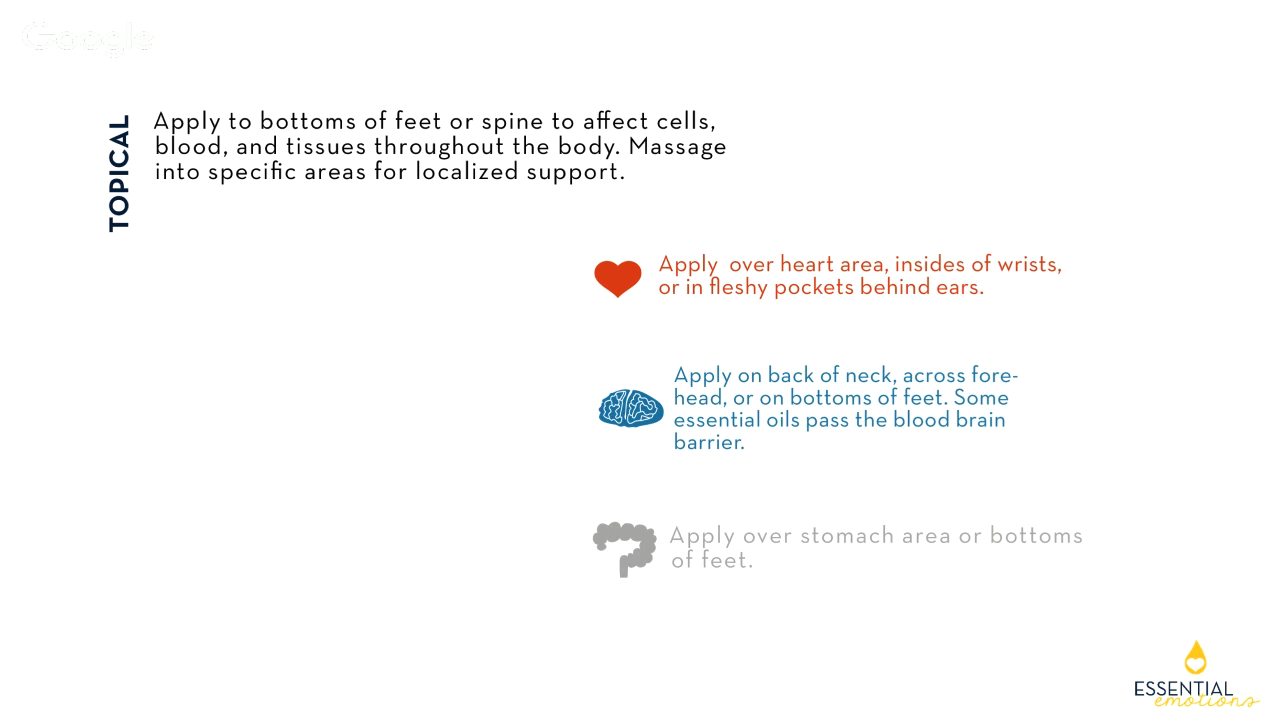 Google
TOPICAL
Apply to bottoms of feet or spine to affect cells,
blood, and tissues throughout the body. Massage
into specific areas for localized support.
Apply over heart area, insides of wrists,
or in fleshy pockets behind ears.
Apply on back of neck, across fore-
head, or on bottoms of feet. Some
essential oils pass the blood brain
barrier.
Apply over stomach area or bottoms
of feet.
ESSENTIAL
emotions